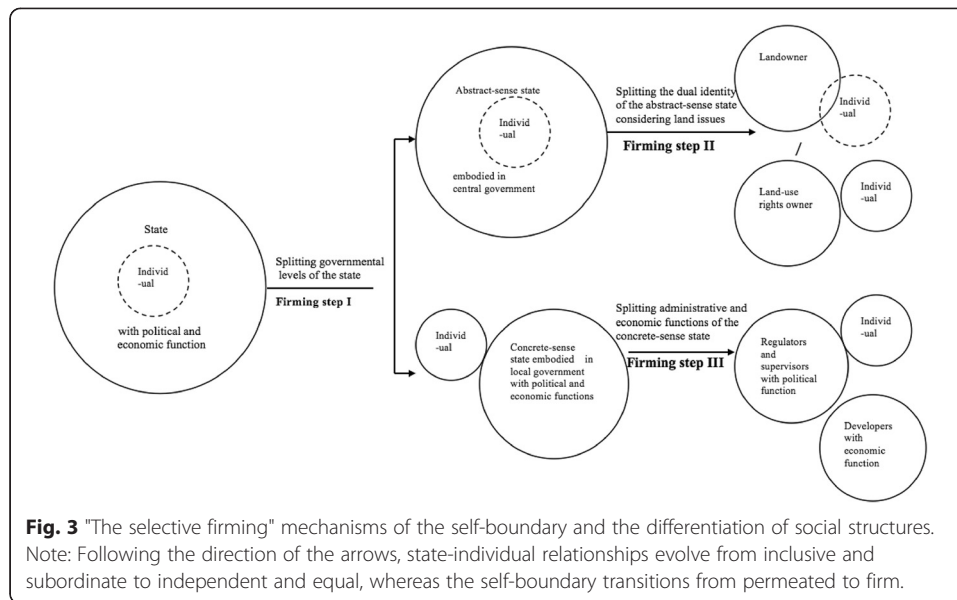 State
Individ
-ual
with political and
economic function
Splitting governmental
levels of the state
Firming step I
Abstract-sense state
Individ
-ual
embodied in
central government
Splitting the dual identity
of the abstract-sense state
considering land issues
Firming step II
Landowner
Individ
-ual
/
Land-use
rights owner
Individ
-ual
Individ
-ual
Concrete-sense
state embodied in
local government
with political and
economic functions
Splitting administrative and
economic functions of the
concrete-sense state
Firming step III
Regulators
and
supervisors
with political
function
Individ
-ual
Developers
with
economic
function
Fig. 3 "The selective firming" mechanisms of the self-boundary and the differentiation of social structures.
Note: Following the direction of the arrows, state-individual relationships evolve from inclusive and
subordinate to independent and equal, whereas the self-boundary transitions from permeated to firm.